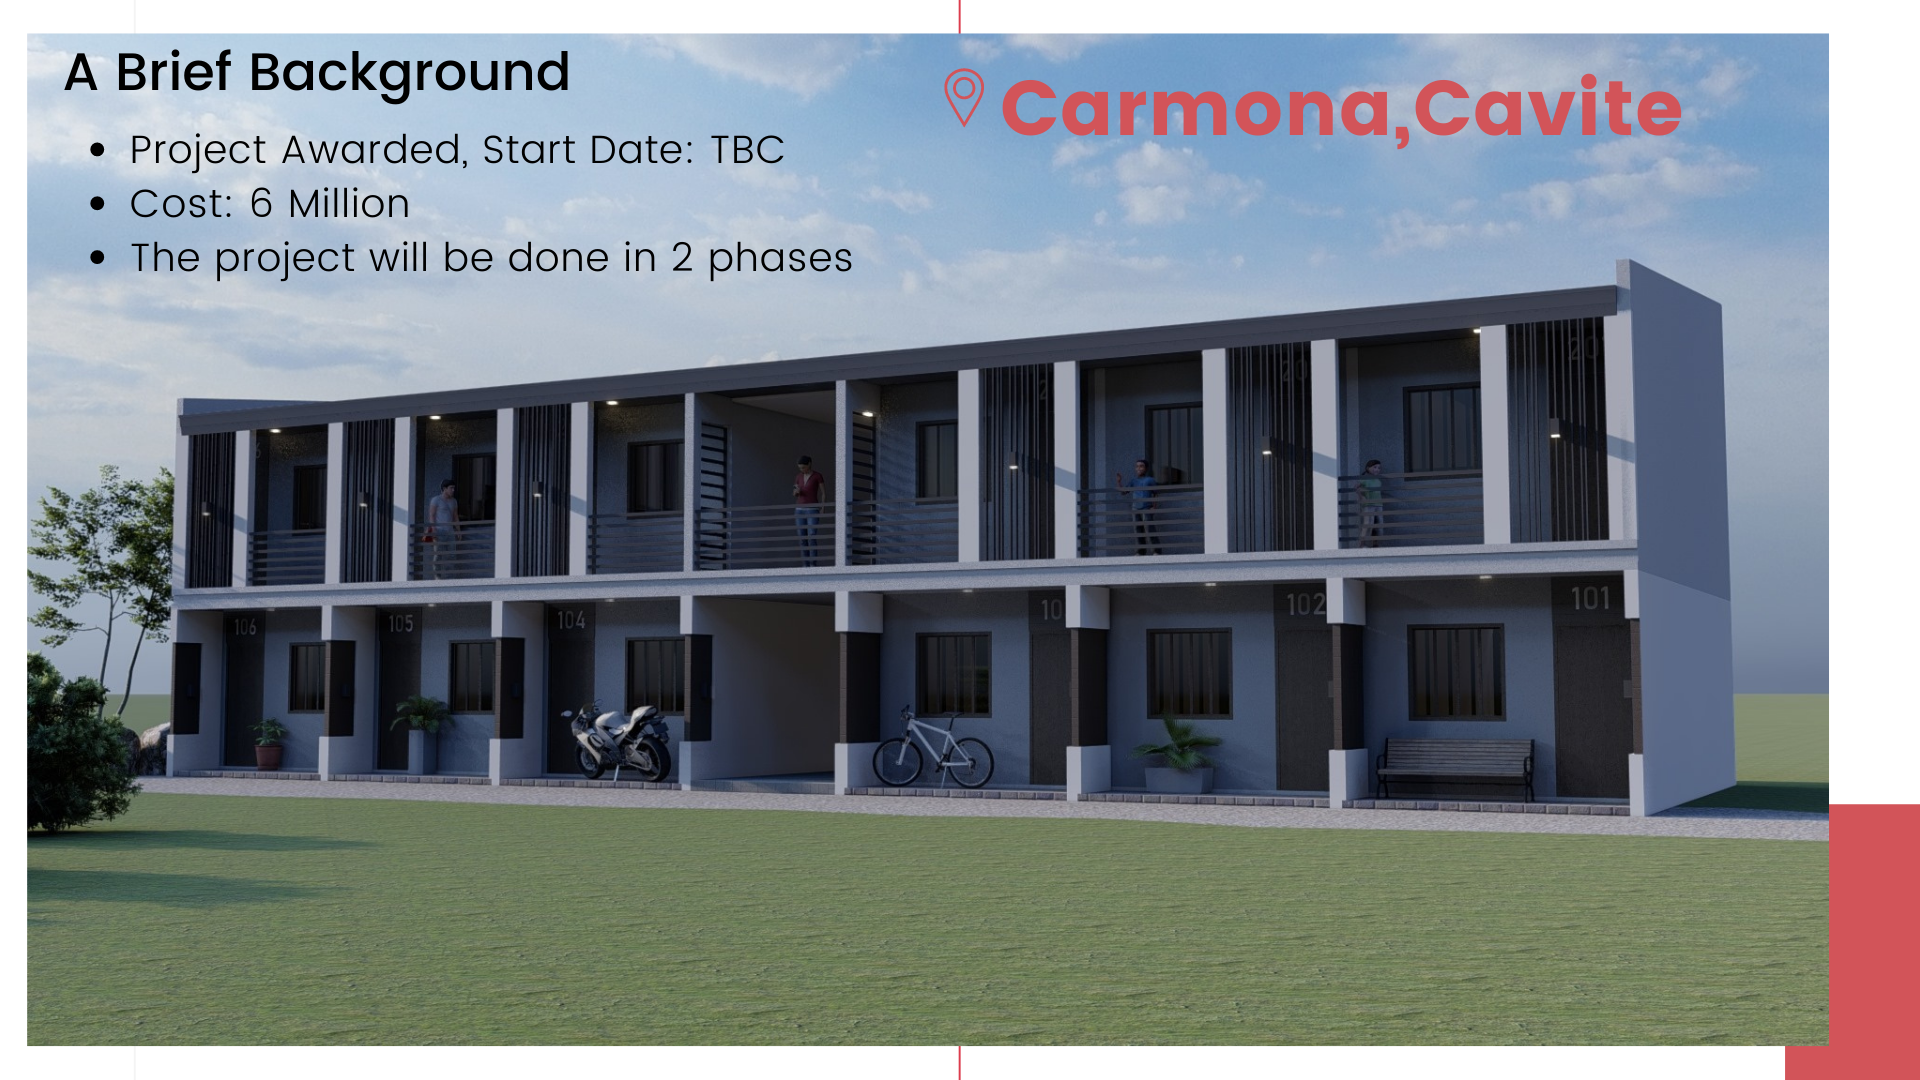 A Brief Background
Carmona,Cavite
• Project Awarded, Start Date: TBC
• Cost: 6 Million
• The project will be done in 2 phases
106
105
104
102
101